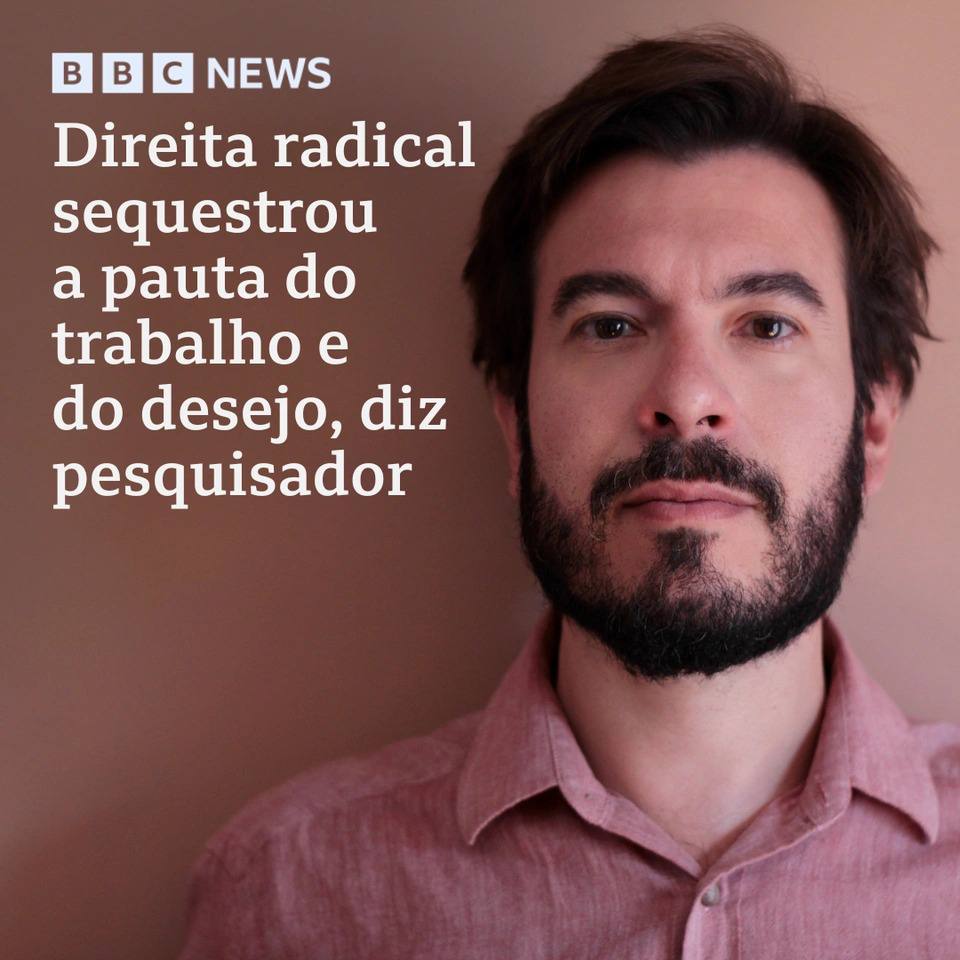 BBC NEWS
Direita radical
sequestrou
a pauta do
trabalho e
do desejo, diz
pesquisador